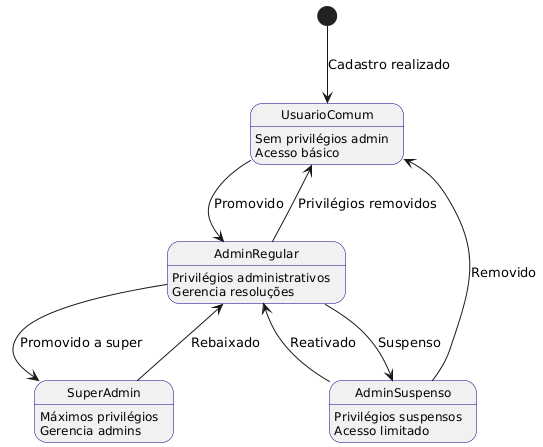 Cadastro realizado
UsuarioComum
Sem privilégios admin
Acesso básico
Promovido
Privilégios removidos
AdminRegular
Privilégios administrativos
Gerencia resoluções
Removido
Promovido a super
Rebaixado
Reativado
Suspenso
SuperAdmin
Máximos privilégios
Gerencia admins
AdminSuspenso
Privilégios suspensos
Acesso limitado